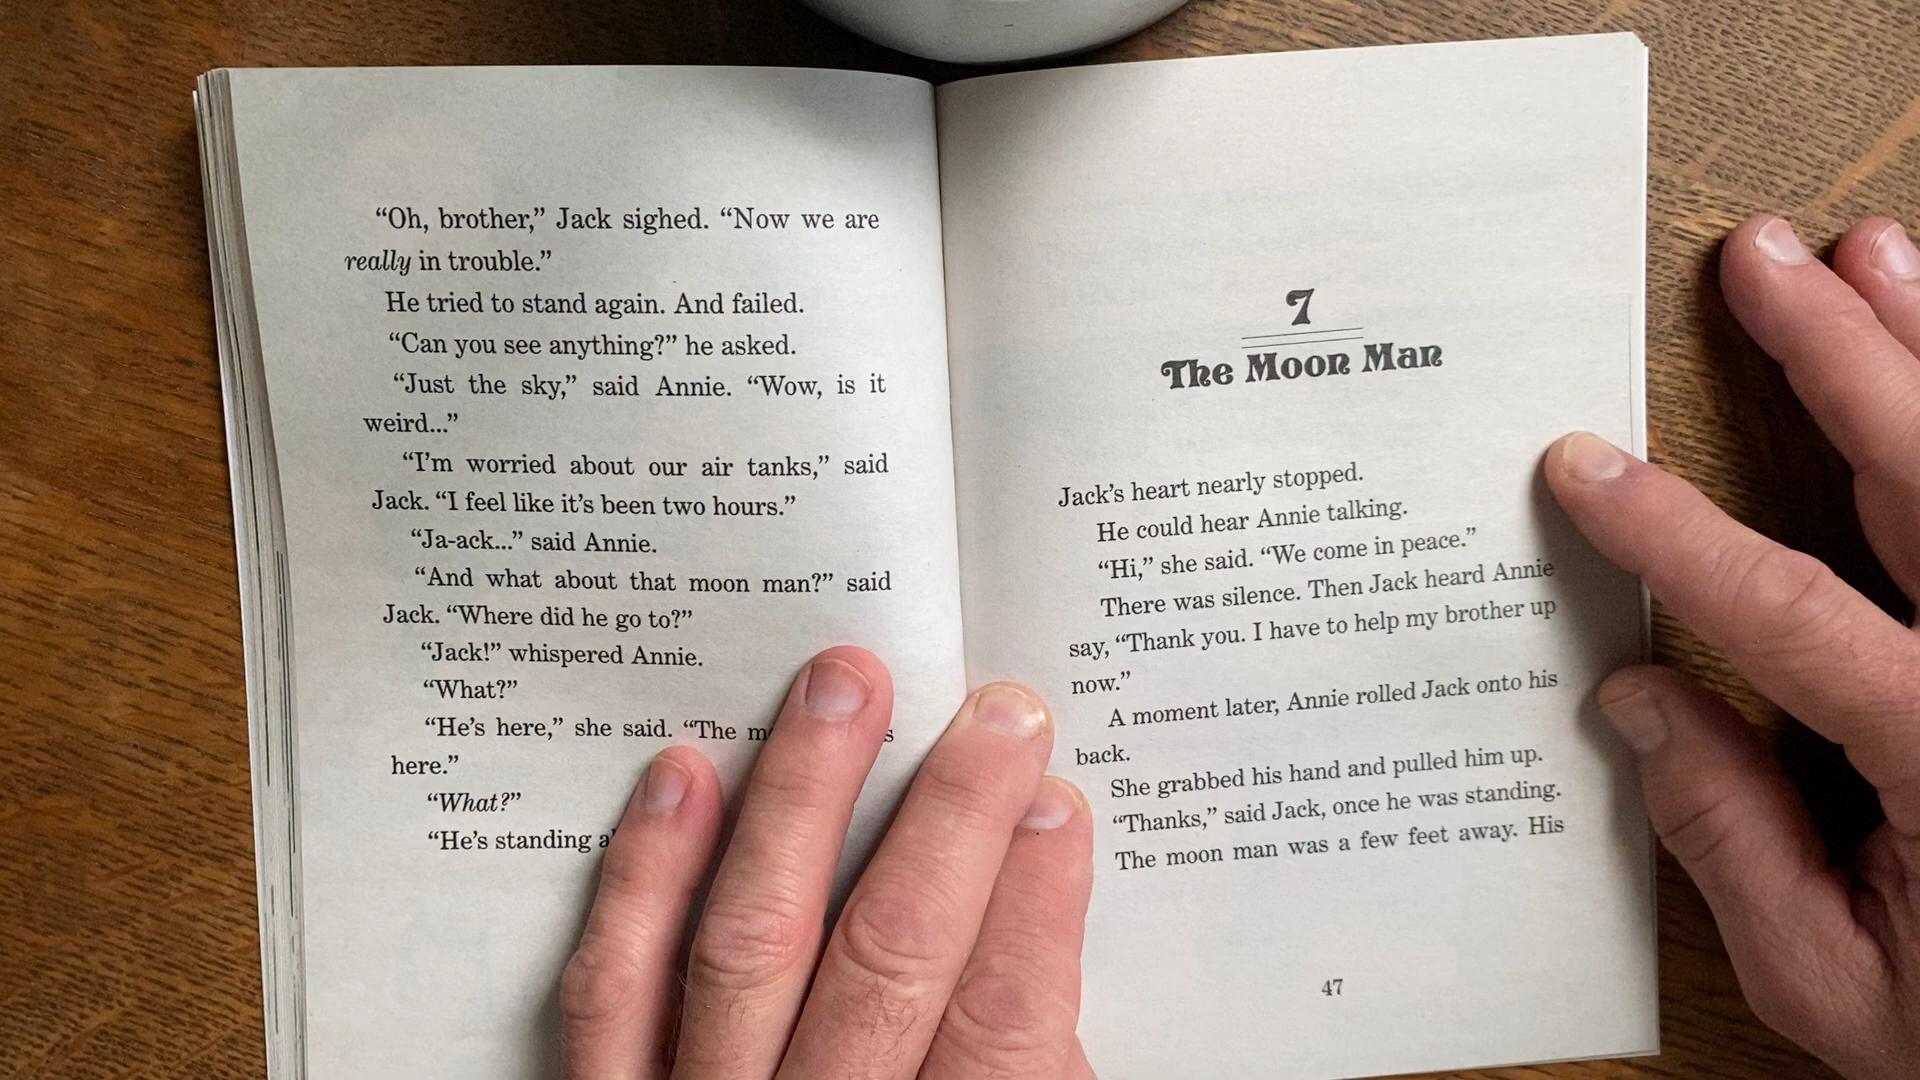 “Oh, brother,” Jack sighed. “Now we are
really in trouble.”
He tried to stand again. And failed.
“Can you see anything?” he asked.
“Just the sky,” said Annie. “Wow, is it
weird...”
“I’m worried about our air tanks,” said
Jack. “I feel like it’s been two hours.”
“Ja-ack...” said Annie.
“And what about that moon man?” said
Jack. “Where did he go to?”
“Jack!” whispered Annie.
“What?”
“He’s here,” she said. “The
here.”
“What?”
“He’s standing
7
The Moon Man
Jack’s heart nearly stopped.
He could hear Annie talking.
“Hi,” she said. “We come in peace.”
There was silence. Then Jack heard Annie
say, “Thank you. I have to help my brother up
now.”
A moment later, Annie rolled Jack onto his
back.
She grabbed his hand and pulled him up.
“Thanks,” said Jack, once he was standing.
The moon man was a few feet away. His
47